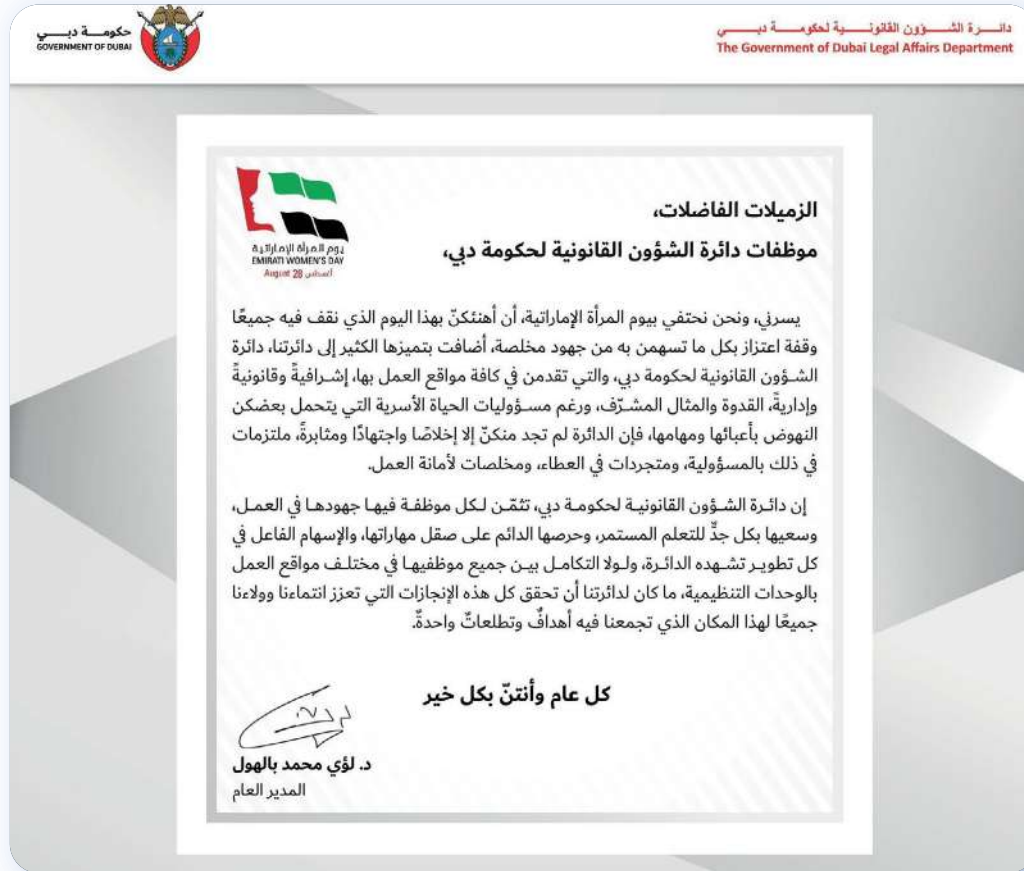 حكومة دبي
GOVERNMENT OF DUBAI
دائرة الشؤون القانونية لحكومة دبي
The Government of Dubai Legal Affairs Department
يوم المرأة الإماراتية
EMIRATI WOMEN'S DAY
August 28 أغسطس
الزميلات الفاضلات،
موظفات دائرة الشؤون القانونية لحكومة دبي،
يسرني، ونحن نحتفي بيوم المرأة الإماراتية، أن أهنئكنّ بهذا اليوم الذي نقف فيه جميعًا
وقفة اعتزاز بكل ما تسهمن به من جهود مخلصة، أضافت بتميزها الكثير إلى دائرتنا، دائرة
الشؤون القانونية لحكومة دبي، والتي تقدمن في كافة مواقع العمل بها، إشرافيةً وقانونيةً
وإداريةً، القدوة والمثال المشرّف، ورغم مسؤوليات الحياة الأسرية التي يتحمل بعضكن
النهوض بأعبائها ومهامها، فإن الدائرة لم تجد منكنّ إلا إخلاصًا واجتهادًا ومثابرةً، ملتزمات
في ذلك بالمسؤولية، ومتجردات في العطاء، ومخلصات لأمانة العمل.
إن دائرة الشؤون القانونية لحكومة دبي، تثمّن لكل موظفة فيها جهودها في العمل،
وسعيها بكل جدٍّ للتعلم المستمر، وحرصها الدائم على صقل مهاراتها، والإسهام الفاعل في
كل تطوير تشهده الدائرة، ولولا التكامل بين جميع موظفيها في مختلف مواقع العمل
بالوحدات التنظيمية، ما كان لدائرتنا أن تحقق كل هذه الإنجازات التي تعزز انتماءنا وولاءنا
جميعًا لهذا المكان الذي تجمعنا فيه أهدافٌ وتطلعاتٌ واحدةٌ.
كل عام وأنتنّ بكل خير
د. لؤي محمد بالهول
المدير العام